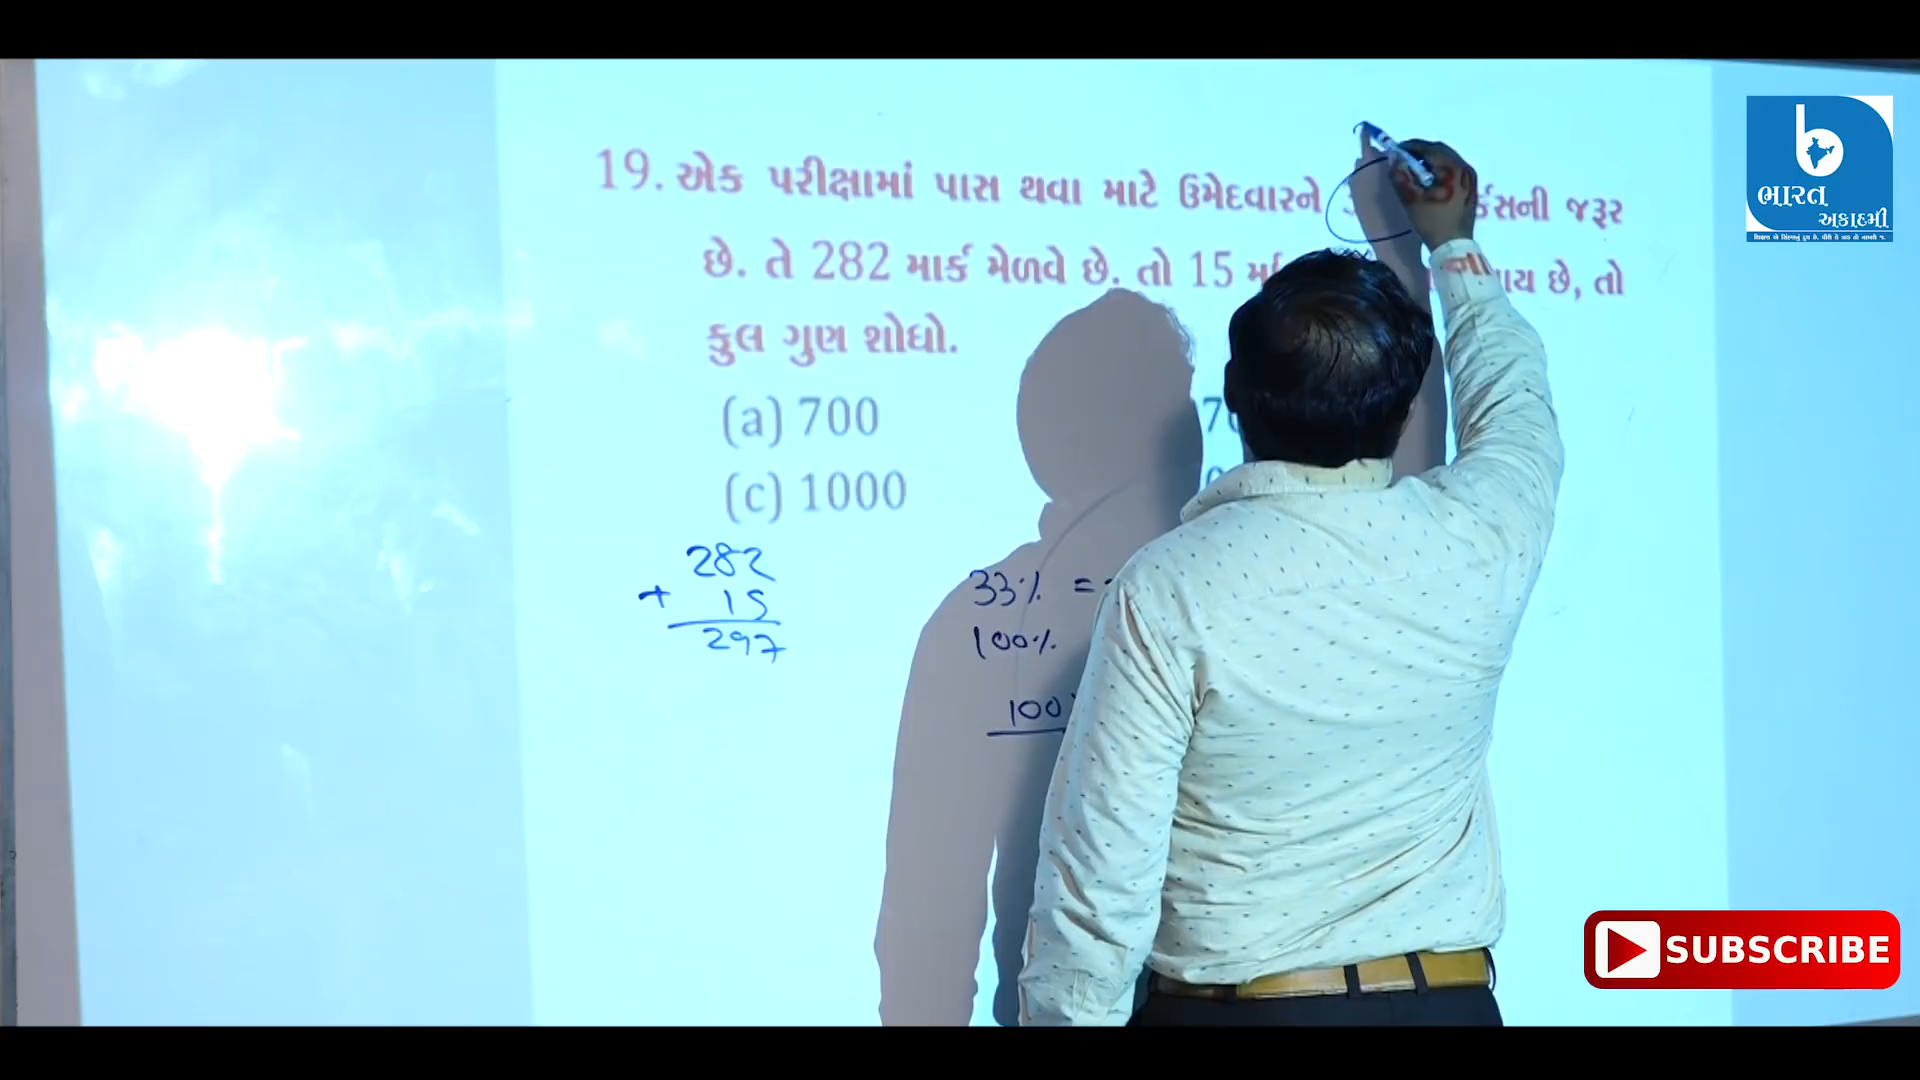 19. એક પરીક્ષામાં પાસ થવા માટે ઉમેદવારને જરૂર
છે. તે 282 માર્ક મેળવે છે. તો 15 છે, તો
કુલ ગુણ શોધો.
(a) 700
(c) 1000
282
+ 15
297
33% =
100%
100
b
ભારત
અકાદમી
SUBSCRIBE